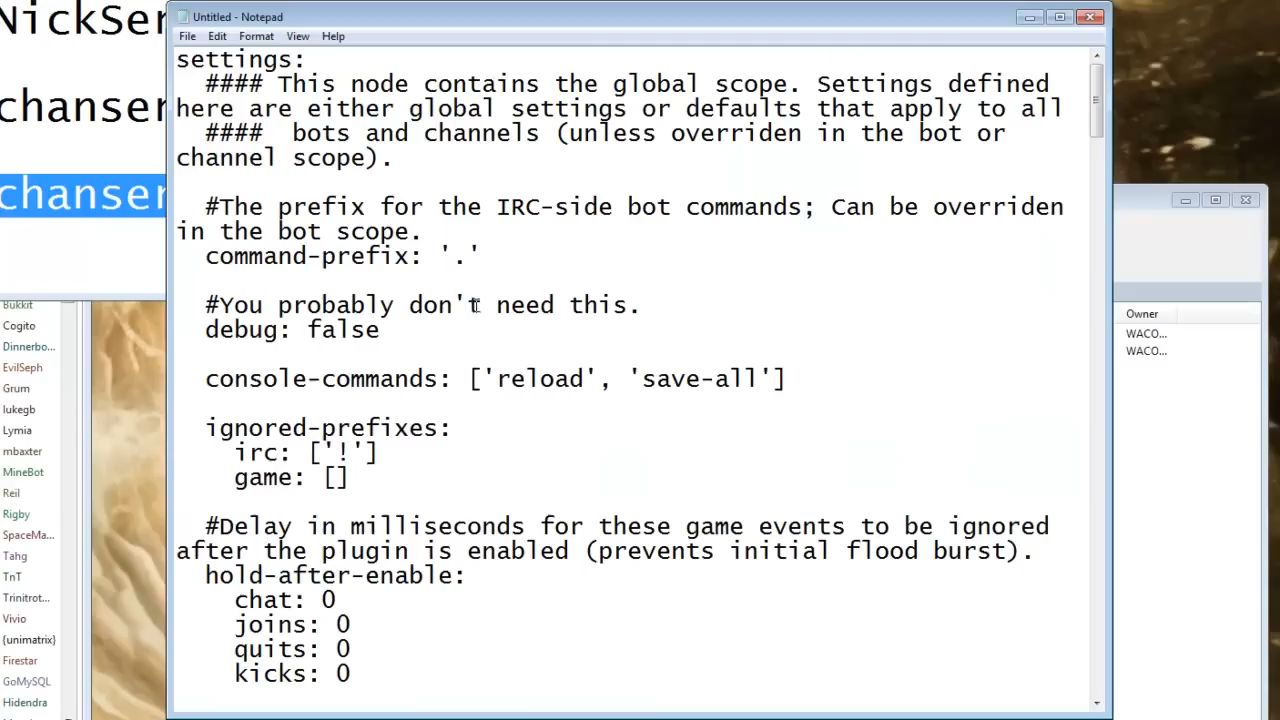 NickSer
chanser
chanser
Untitled - Notepad
File Edit Format View Help
settings:
#### This node contains the global scope. Settings defined
here are either global settings or defaults that apply to all
#### bots and channels (unless overriden in the bot or
channel scope).
#The prefix for the IRC-side bot commands; Can be overriden
in the bot scope.
command-prefix: '.'
#You probably don't need this.
debug: false
console-commands: ['reload', 'save-all']
ignored-prefixes:
irc: ['!']
game: []
#Delay in milliseconds for these game events to be ignored
after the plugin is enabled (prevents initial flood burst).
hold-after-enable:
chat: 0
joins: 0
quits: 0
kicks: 0
Bukkit
Cogito
Dinnerbo...
EvilSeph
Grum
lukegb
Lymia
mbaxter
MineBot
Reil
Rigby
SpaceMa...
Tahg
TnT
Trinitrot...
Vivio
{unimatrix}
Firestar
GoMySQL
Hidendra
Owner
WACO...
WACO...